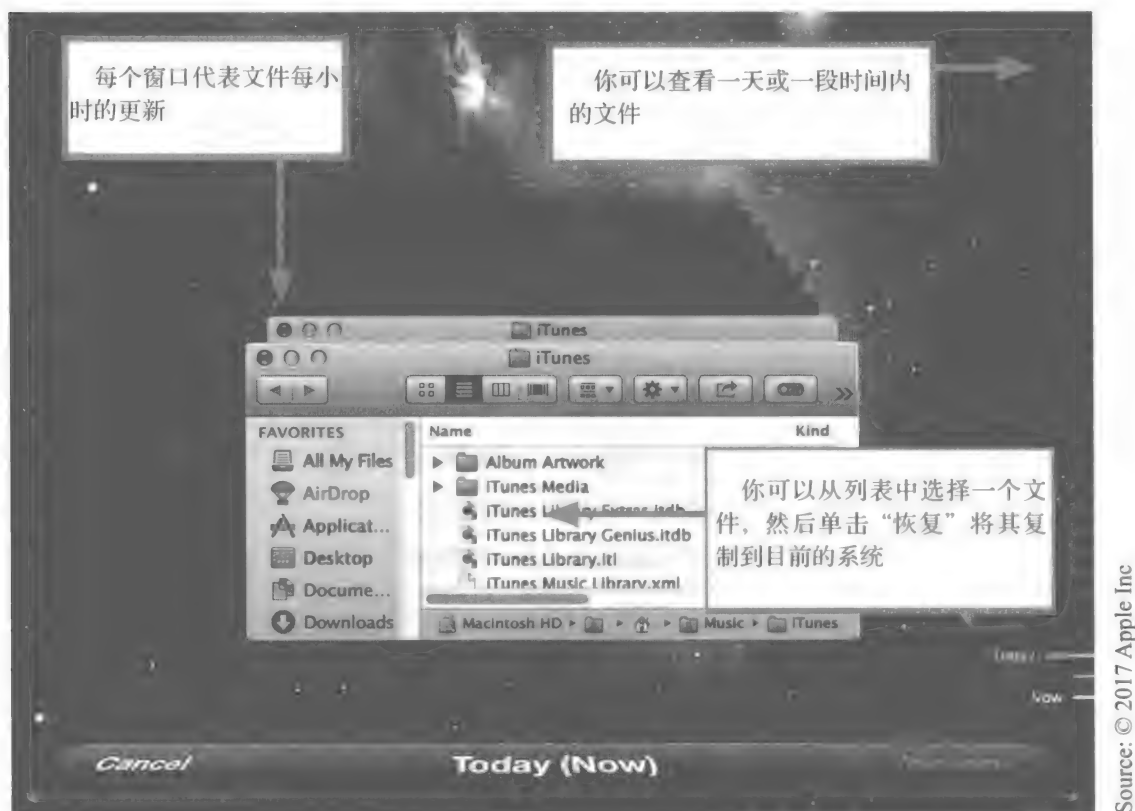 每个窗口代表文件每小
时的更新
你可以查看一天或一段时间内
的文件
iTunes
iTunes
FAVORITES
Name
Kind
All My Files
Album Artwork
AirDrop
iTunes Media
iTunes Library Extras.itdb
Applicat...
iTunes Library Genius.itdb
Desktop
iTunes Library.itl
Docume...
iTunes Music Library.xml
Downloads
Macintosh HD
Music
iTunes
你可以从列表中选择一个文
件，然后单击“恢复”将其复
制到目前的系统
Today
Now
Cancel
Today (Now)
Source: © 2017 Apple Inc